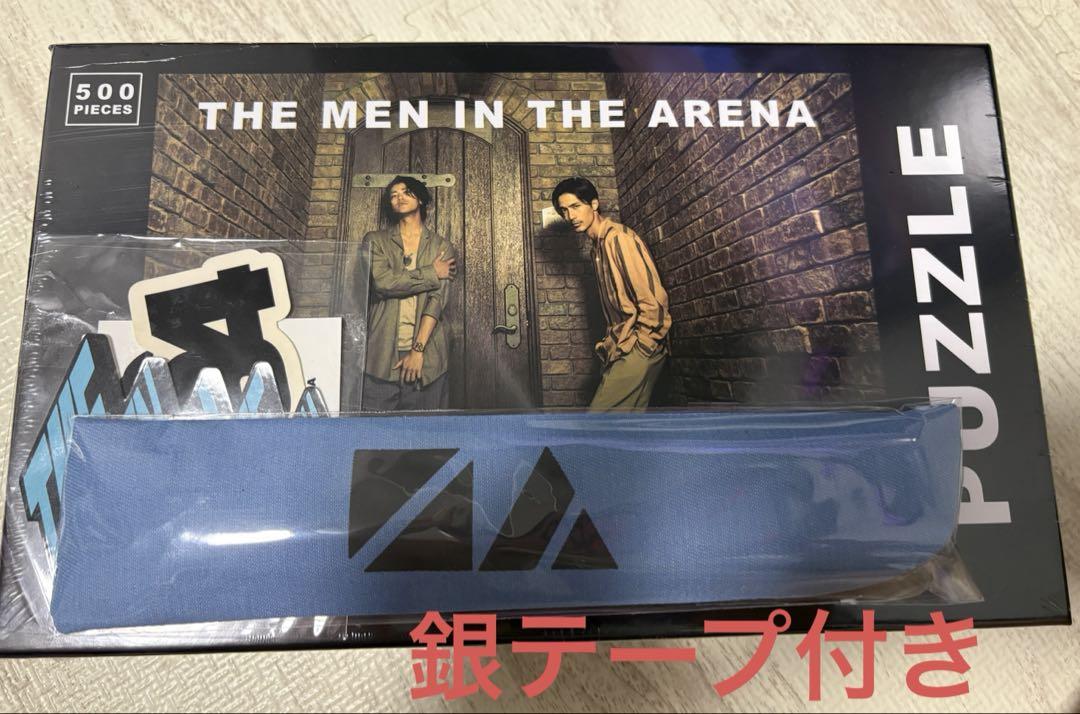 500
PIECES
THE MEN IN THE ARENA
PUZZLE
銀テープ付き